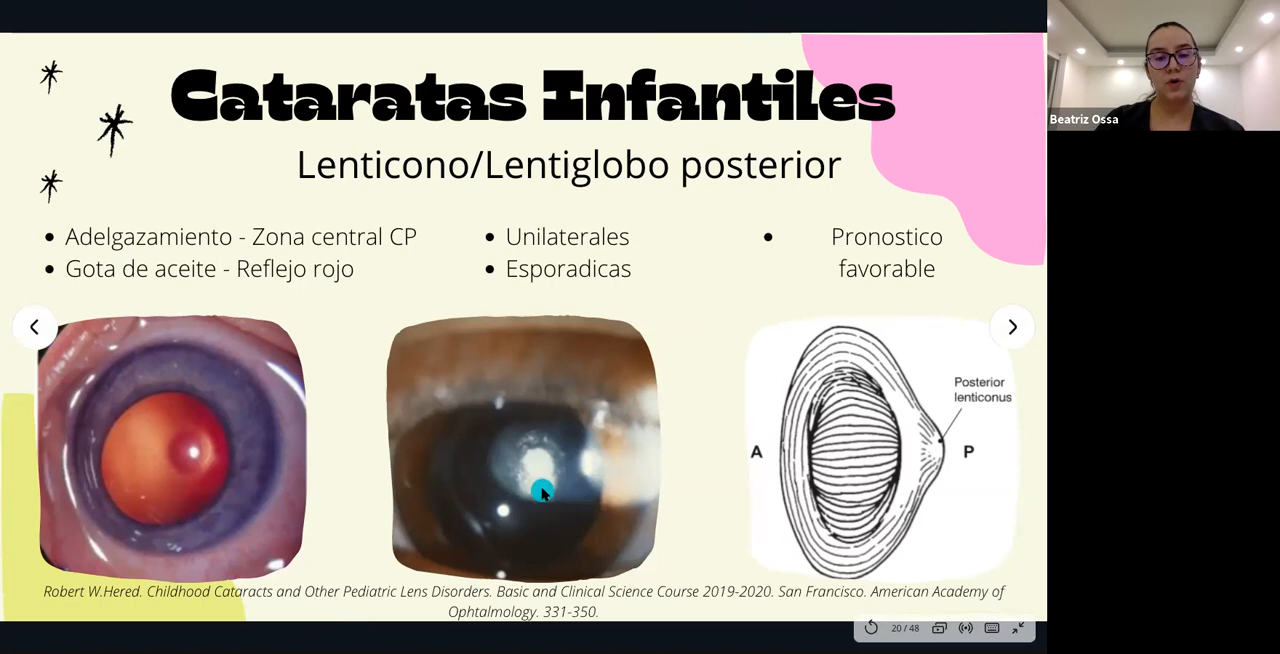 Cataratas Infantiles
Lenticono/Lentiglobo posterior
• Adelgazamiento - Zona central CP
• Gota de aceite - Reflejo rojo
• Unilaterales
• Esporadicas
• Pronostico
favorable
Posterior
lenticonus
A
P
Robert W.Hered. Childhood Cataracts and Other Pediatric Lens Disorders. Basic and Clinical Science Course 2019-2020. San Francisco. American Academy of
Ophtalmology. 331-350.
20 / 48
Beatriz Ossa